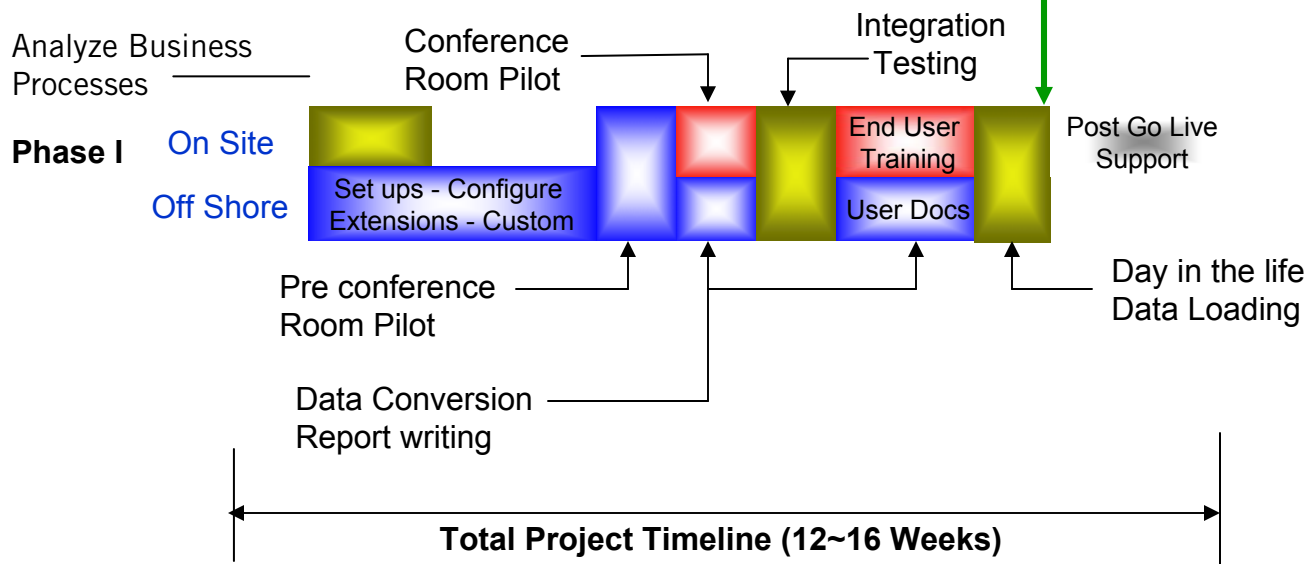 Analyze Business
Processes
Conference
Room Pilot
Integration
Testing
Phase I
On Site
Off Shore
Set ups - Configure
Extensions - Custom
End User
Training
User Docs
Post Go Live
Support
Pre conference
Room Pilot
Day in the life
Data Loading
Data Conversion
Report writing
Total Project Timeline (12~16 Weeks)